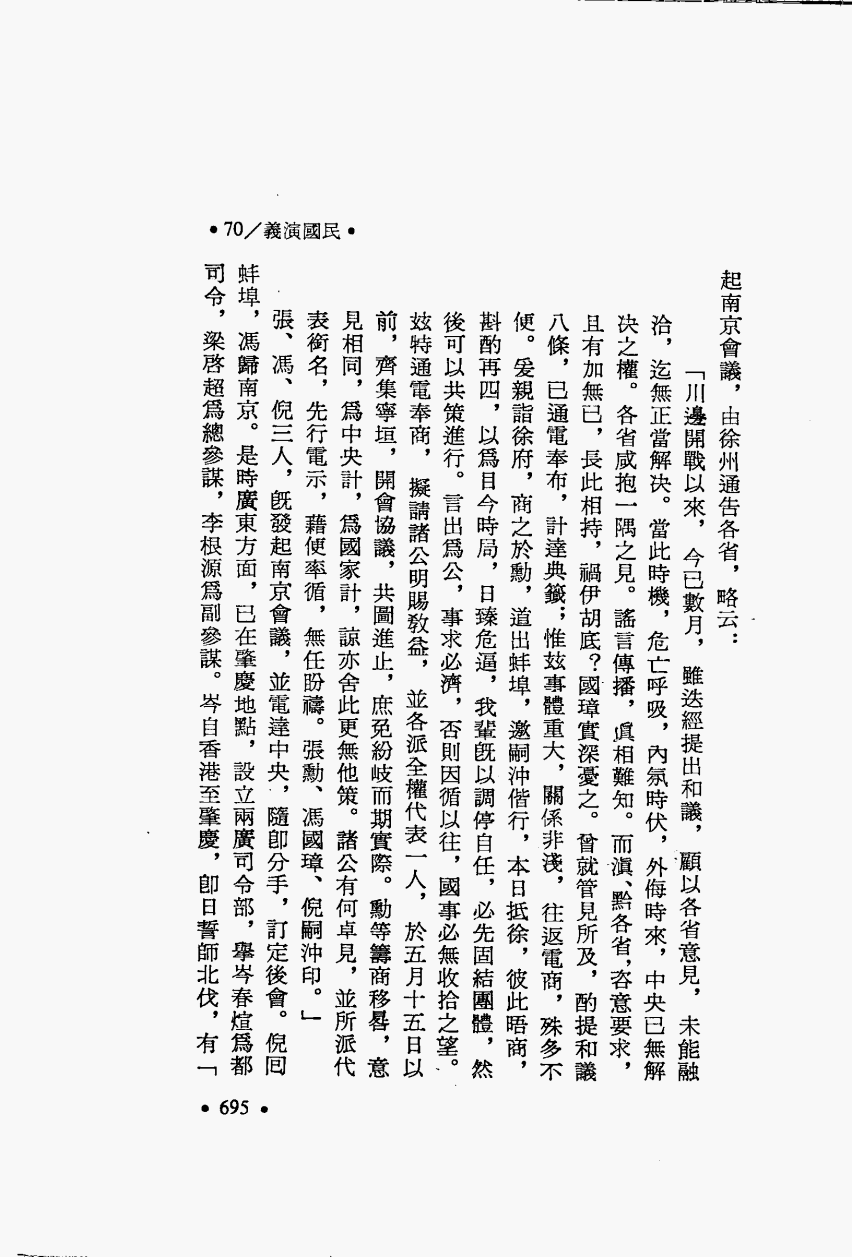 •70/義演國民•
起南京會議，由徐州通告各省，略云：
「川邊開戰以來，今已數月，雖迭經提出和議，顧以各省意見，未能融
洽，迄無正當解決。當此時機，危亡呼吸，內氛時伏，外侮時來，中央已無解
決之權。各省咸抱一隅之見。謠言傳播，眞相難知。而滇、黔各省，咨意要求，
且有加無已，長此相持，禍伊胡底？國璋實深憂之。曾就管見所及，酌提和議
八條，已通電奉布，計達典籤；惟玆事體重大，關係非淺，往返電商，殊多不
便。爰親詣徐府，商之於勳，道出蚌埠，邀嗣沖偕行，本日抵徐，彼此晤商，
斟酌再四，以爲目今時局，日臻危逼，我輩旣以調停自任，必先固結團體，然
後可以共策進行。言出爲公，事求必濟，否則因循以往，國事必無收拾之望。
玆特通電奉商，擬請諸公明賜敎益，並各派全權代表一人，於五月十五日以
前，齊集寧垣，開會協議，共圖進止，庶免紛岐而期實際。勳等籌商移晷，意
見相同，爲中央計，爲國家計，諒亦舍此更無他策。諸公有何卓見，並所派代
表銜名，先行電示，藉便率循，無任盼禱。張勳、馮國璋、倪嗣沖印。」
張、馮、倪三人，旣發起南京會議，並電達中央，隨卽分手，訂定後會。倪囘
蚌埠，馮歸南京。是時廣東方面，已在肇慶地點，設立兩廣司令部，擧岑春煊爲都
司令，梁啓超爲總參謀，李根源爲副參謀。岑自香港至肇慶，卽日誓師北伐，有「
•695•